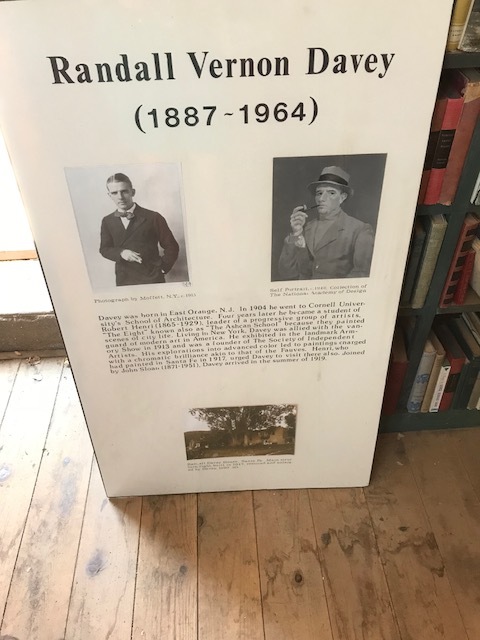 Randall Vernon Davey
(1887~1964)
Photograph by Moffett, N.Y., c.1911
Self Portrait, c. 1940, Collection of
The National Academy of Design
Davey was born in East Orange, N.J. In 1904 he went to Cornell Univer-
sity's School of Architecture. Four years later he became a student of
Robert Henri (1865-1929), leader of a progressive group of artists,
"The Eight" known also as "The Ashcan School" because they painted
scenes of city life. In New York, Davey was allied with the van-
guard of modern art in America. He exhibited in the landmark Arm-
ory Show in 1913 and was a founder of The Society of Independent
Artists. His explorations into advanced color led to paintings charged
with a chromatic brilliance akin to that of the Fauves. Henri, who
had painted in Santa Fe in 1917, urged Davey to visit there also. Joined
by John Sloan (1871-1951), Davey arrived in the summer of 1919.